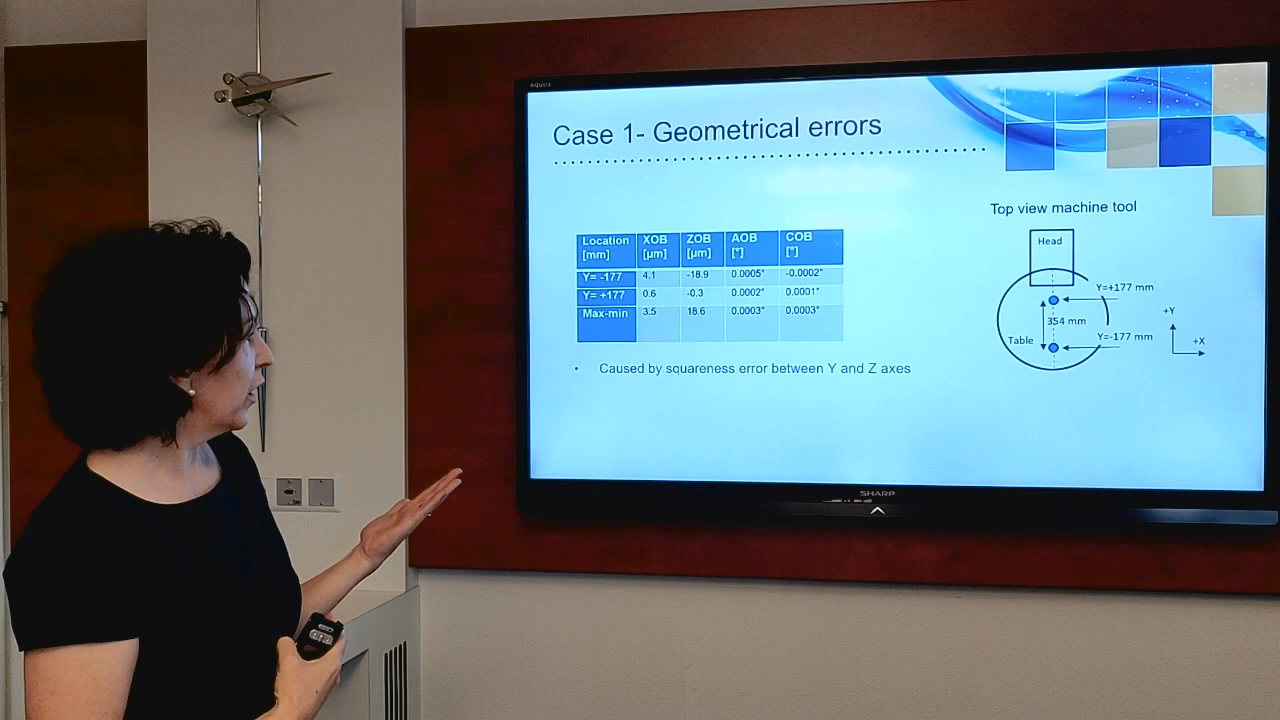 AQUOS
Case 1- Geometrical errors
Top view machine tool
Location [mm] XOB [µm] ZOB [µm] AOB [°] COB [°]
Y= -177 4.1 -18.9 0.0005° -0.0002°
Y= +177 0.6 -0.3 0.0002° 0.0001°
Max-min 3.5 18.6 0.0003° 0.0003°
Caused by squareness error between Y and Z axes
Head
Y=+177 mm
354 mm
Table
Y=-177 mm
+Y
+X
SHARP